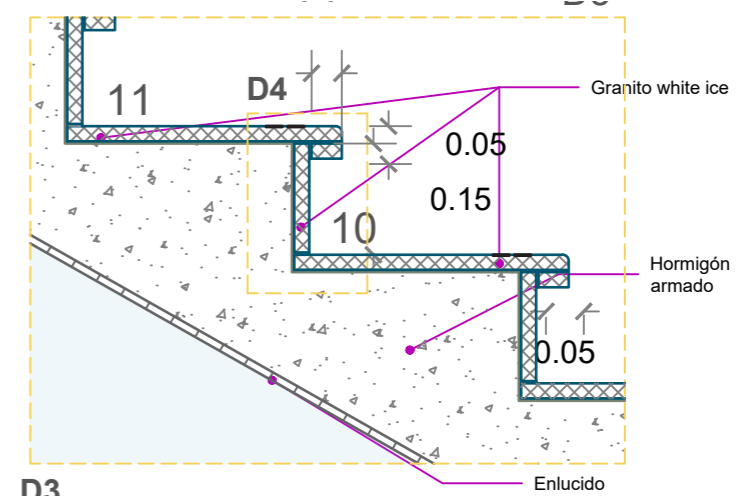 11
D4
Granito white ice
0.05
0.15
10
Hormigón
armado
0.05
Enlucido
D3